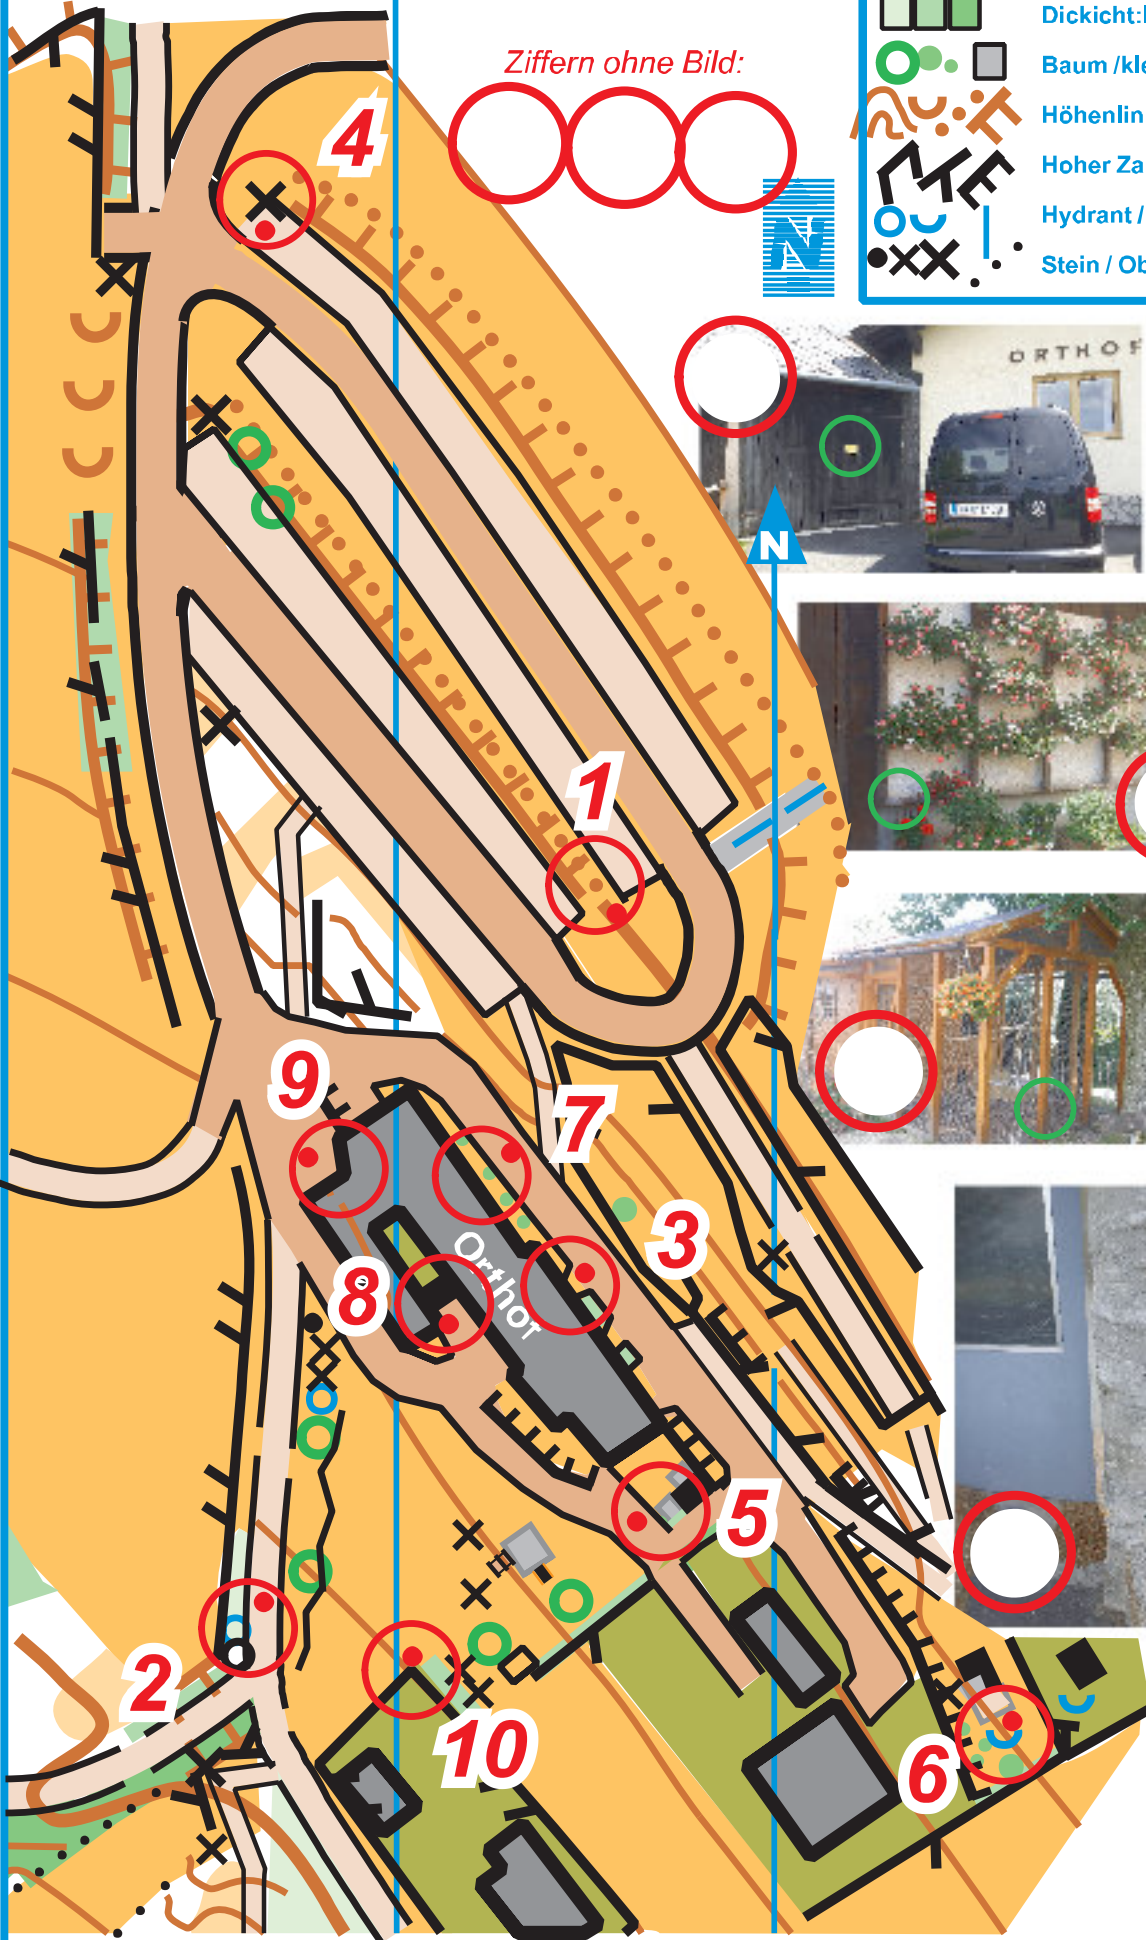 Dickicht:
Ziffern ohne Bild:
Baum /kle
4
Höhenlin
Hoher Za
N
Hydrant /
Stein / Ob
ORTHOF
N
1
9
7
3
Orthof
8
5
2
10
6